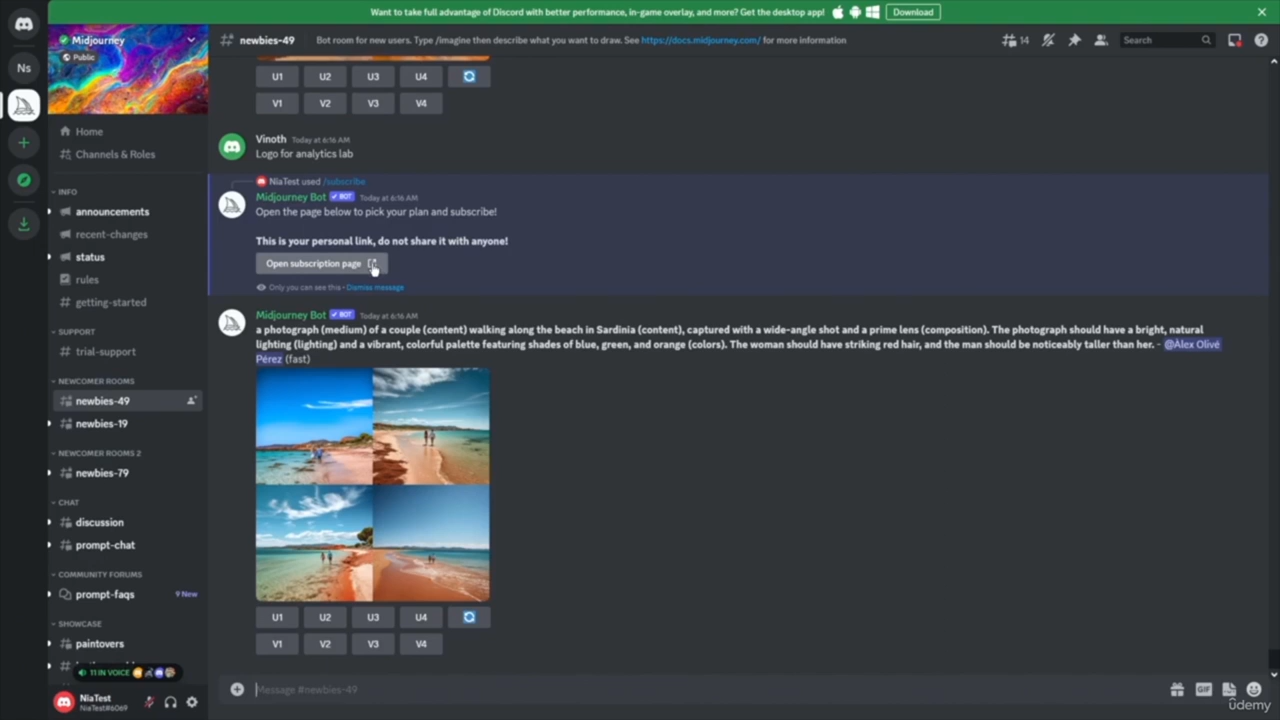 Want to take full advantage of Discord with better performance, in-game overlay, and more? Get the desktop app!
Download
Midjourney
Public
newbies-49
Bot room for new users. Type /imagine then describe what you want to draw. See https://docs.midjourney.com/ for more information
14
Search
Ns
Home
Channels & Roles
INFO
announcements
recent-changes
status
rules
getting-started
SUPPORT
trial-support
NEWCOMER ROOMS
newbies-49
newbies-19
NEWCOMER ROOMS 2
newbies-79
CHAT
discussion
prompt-chat
COMMUNITY FORUMS
prompt-faqs
9 New
SHOWCASE
paintovers
11 IN VOICE
NiaTest
U1 U2 U3 U4
V1 V2 V3 V4
Vinoth Today at 6:16 AM
Logo for analytics lab
NiaTest used /subscribe
Midjourney Bot BOT Today at 6:16 AM
Open the page below to pick your plan and subscribe!
This is your personal link, do not share it with anyone!
Open subscription page
Only you can see this • Dismiss message
Midjourney Bot BOT Today at 6:16 AM
a photograph (medium) of a couple (content) walking along the beach in Sardinia (content), captured with a wide-angle shot and a prime lens (composition). The photograph should have a bright, natural
lighting (lighting) and a vibrant, colorful palette featuring shades of blue, green, and orange (colors). The woman should have striking red hair, and the man should be noticeably taller than her. - @Àlex Olivé
Pérez (fast)
U1 U2 U3 U4
V1 V2 V3 V4
Message #newbies-49
GIF
ûdemy